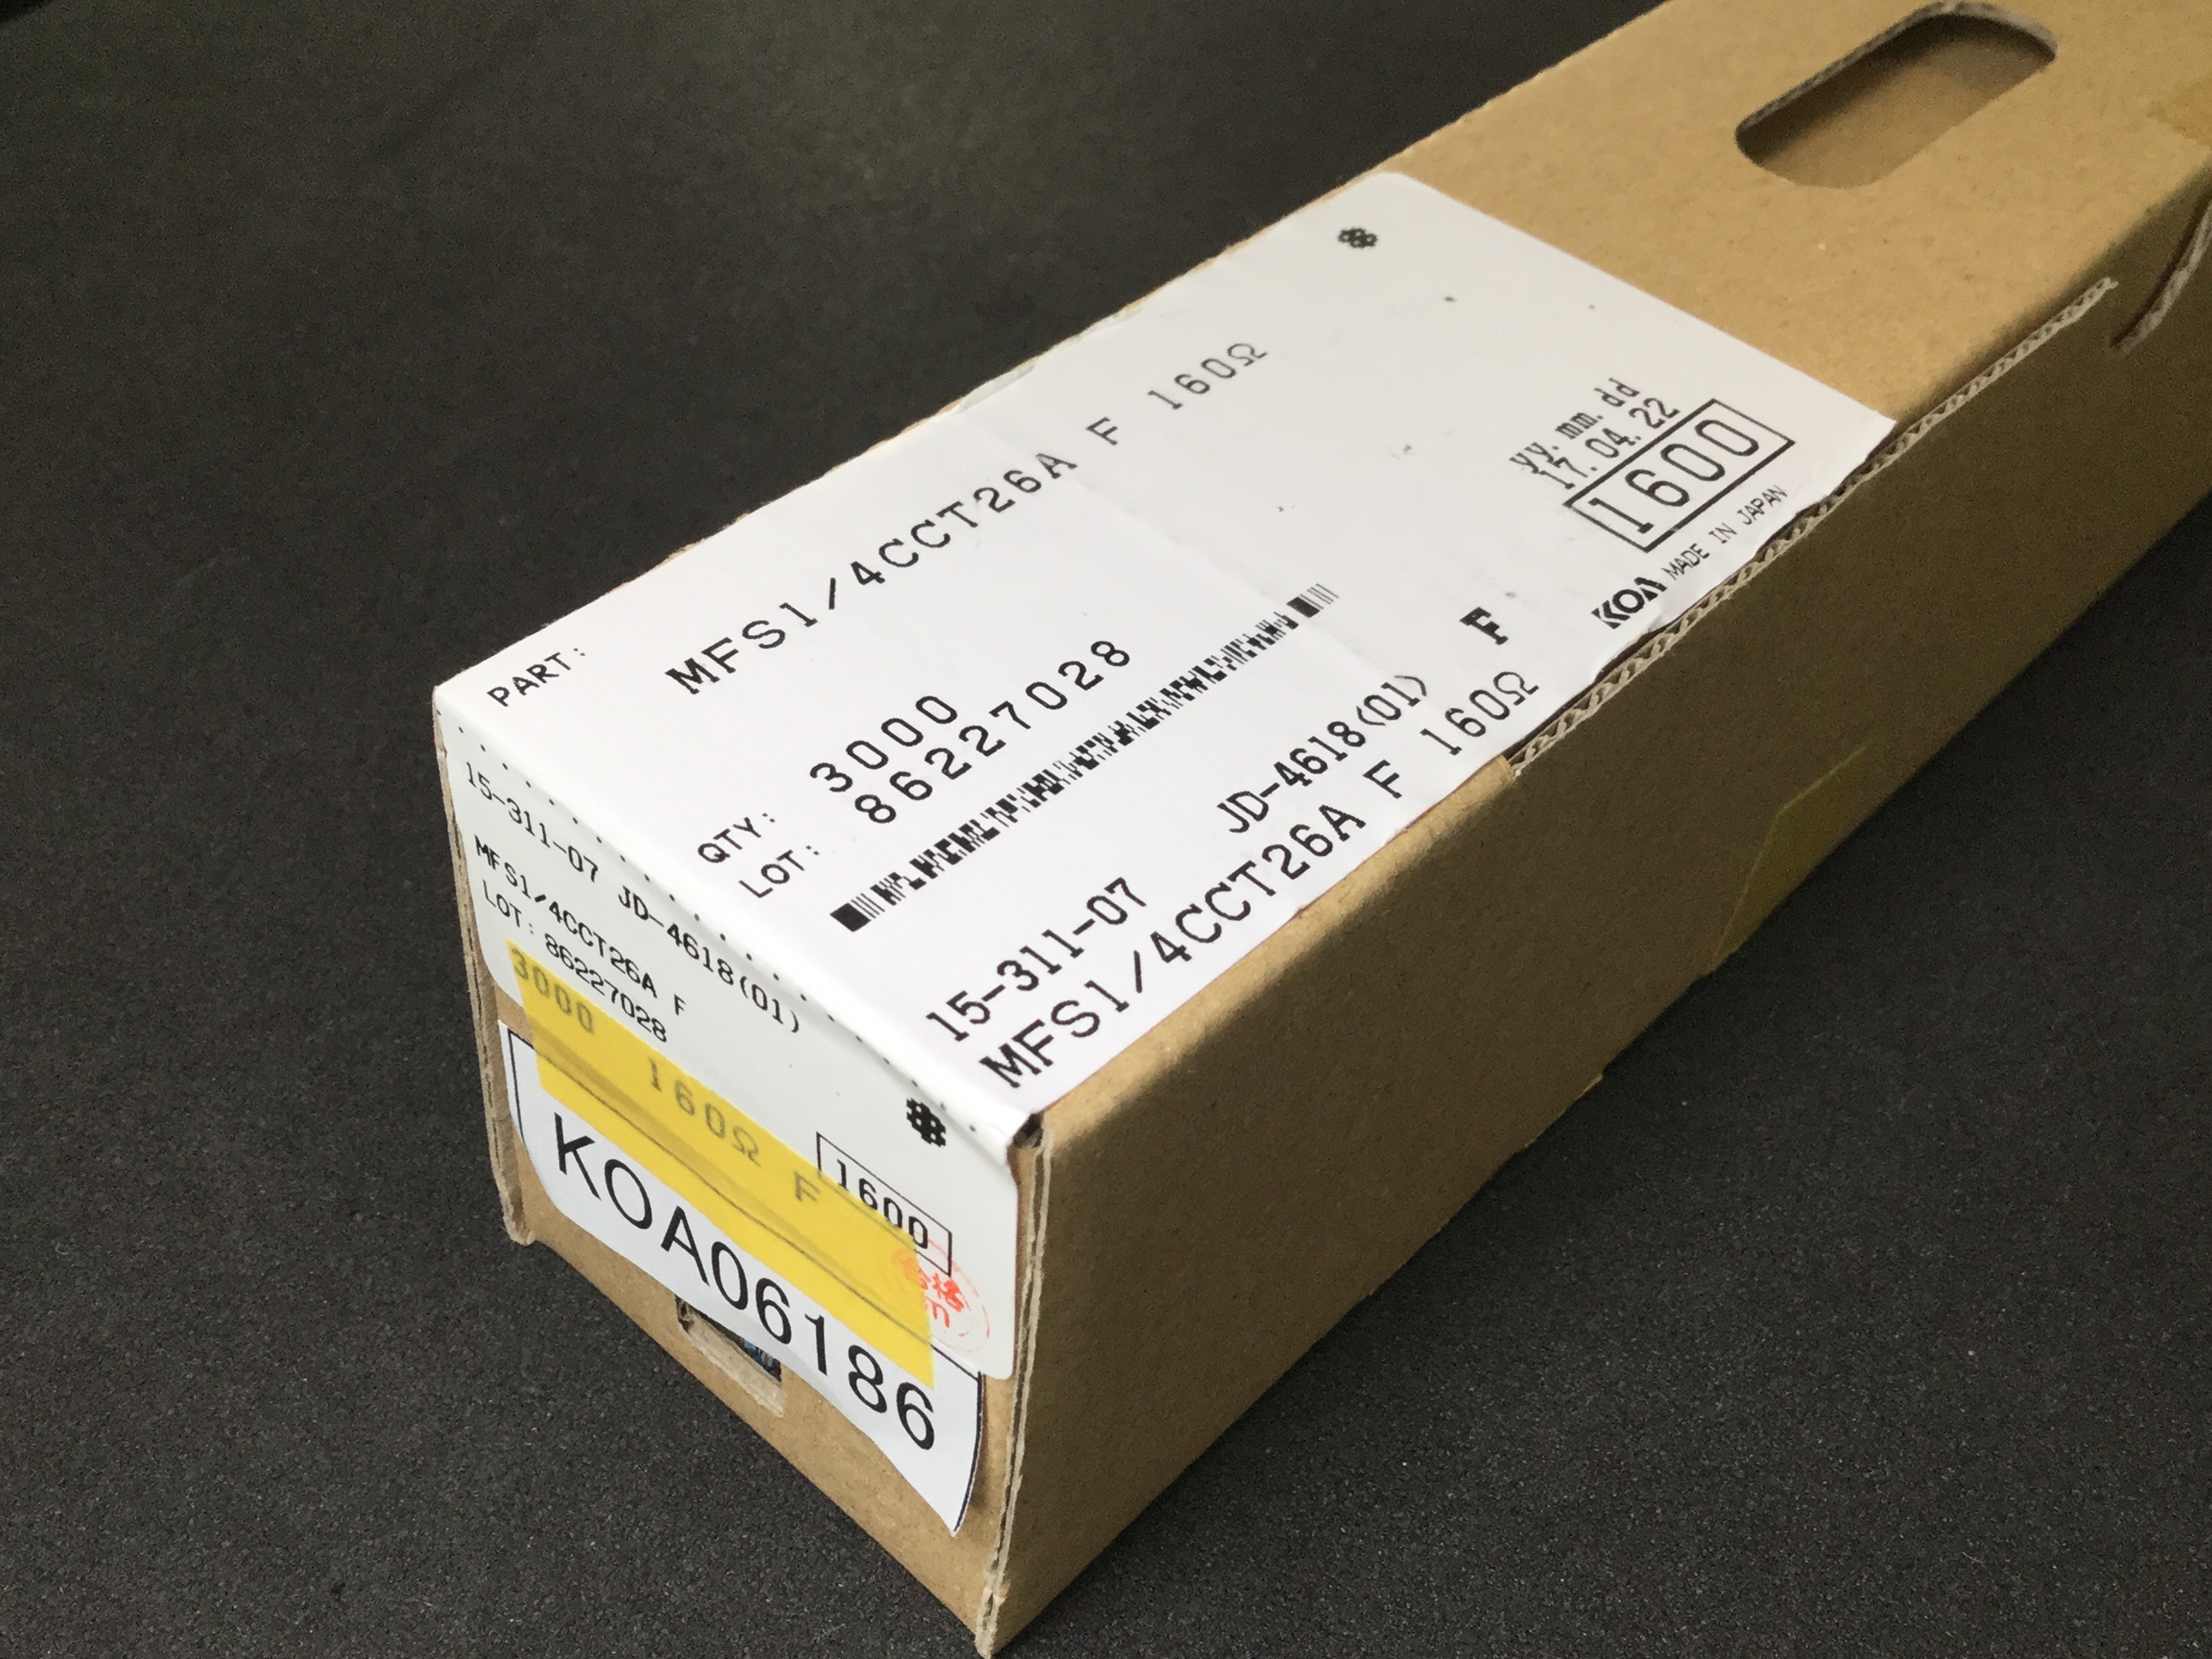 PART:
MFS1/4CCT26A F 160Ω
QTY: 3000
LOT: 86227028
yy.mm.dd
17.04.22
1600
KOA MADE IN JAPAN
15-311-07 JD-4618(01) F
MFS1/4CCT26A F 160Ω
15-311-07 JD-4618(01)
MFS1/4CCT26A F
LOT: 86227028
3000 160Ω F
1600
合格
KOA06186